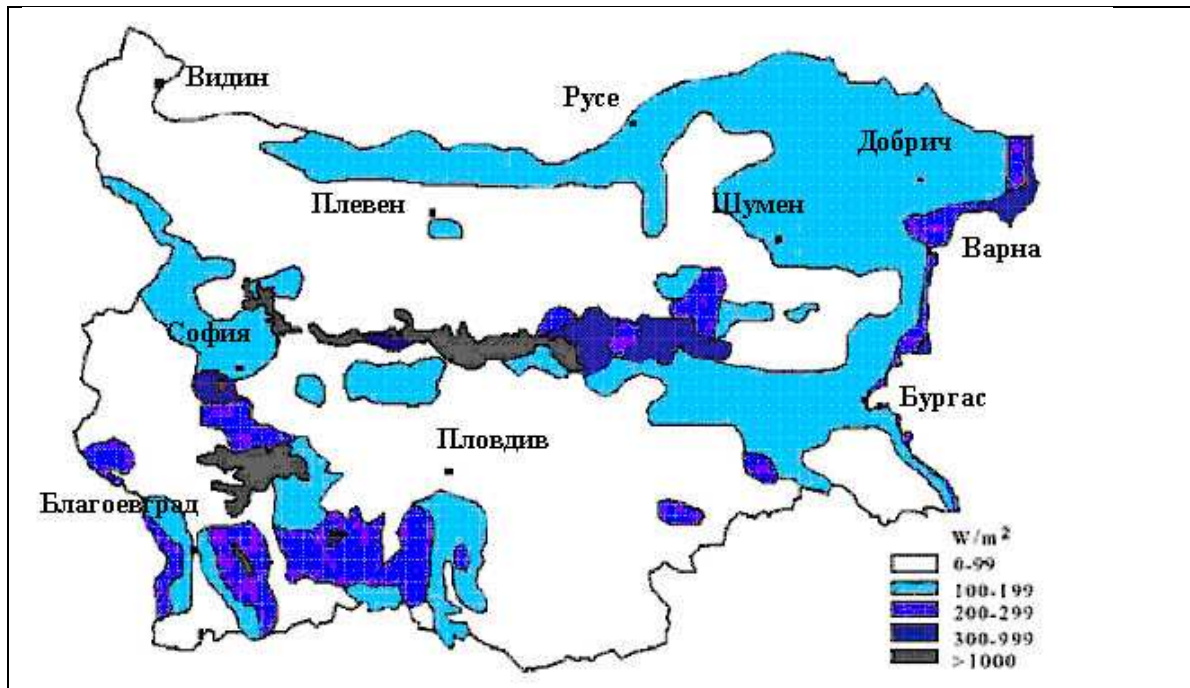 Видин
Русе
Добрич
Плевен
Шумен
Варна
София
Бургас
Пловдив
Благоевград
W/m²
0-99
100-199
200-299
300-999
>1000